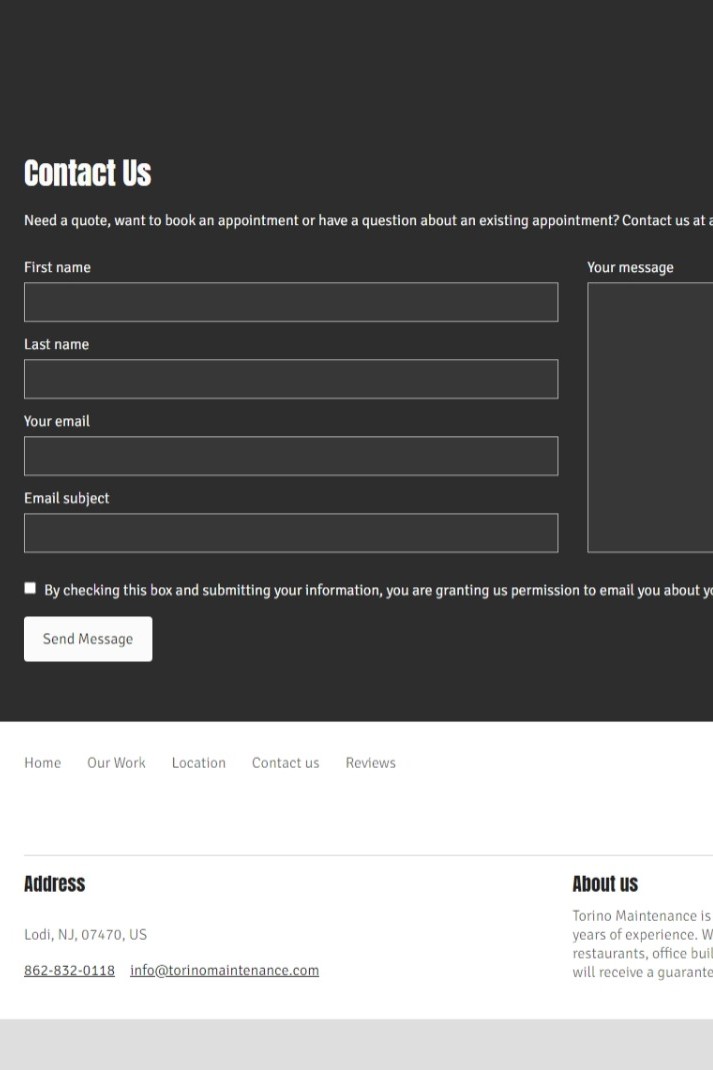 Contact Us
Need a quote, want to book an appointment or have a question about an existing appointment? Contact us at
First name
Your message
Last name
Your email
Email subject
By checking this box and submitting your information, you are granting us permission to email you about
Send Message
Home Our Work Location Contact us Reviews
Address
Lodi, NJ, 07470, US
862-832-0118 info@torinomaintenance.com
About us
Torino Maintenance is
years of experience.
restaurants, office
will receive a